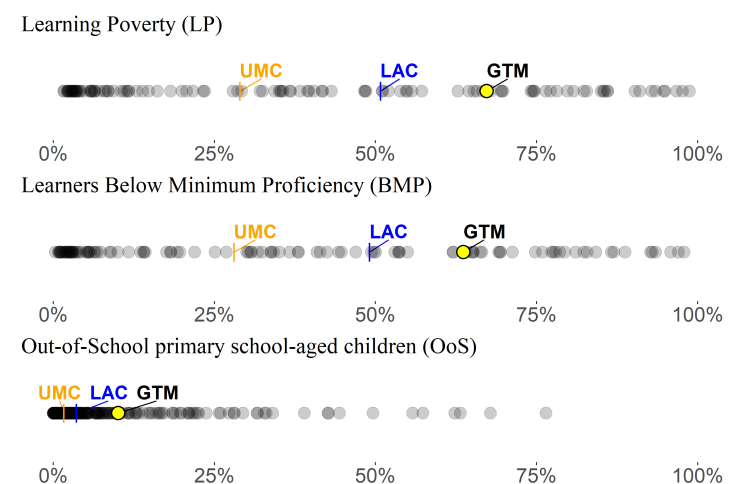 Learning Poverty (LP)
UMC LAC GTM
0% 25% 50% 75% 100%
Learners Below Minimum Proficiency (BMP)
UMC LAC GTM
0% 25% 50% 75% 100%
Out-of-School primary school-aged children (OoS)
UMC LAC GTM
0% 25% 50% 75% 100%